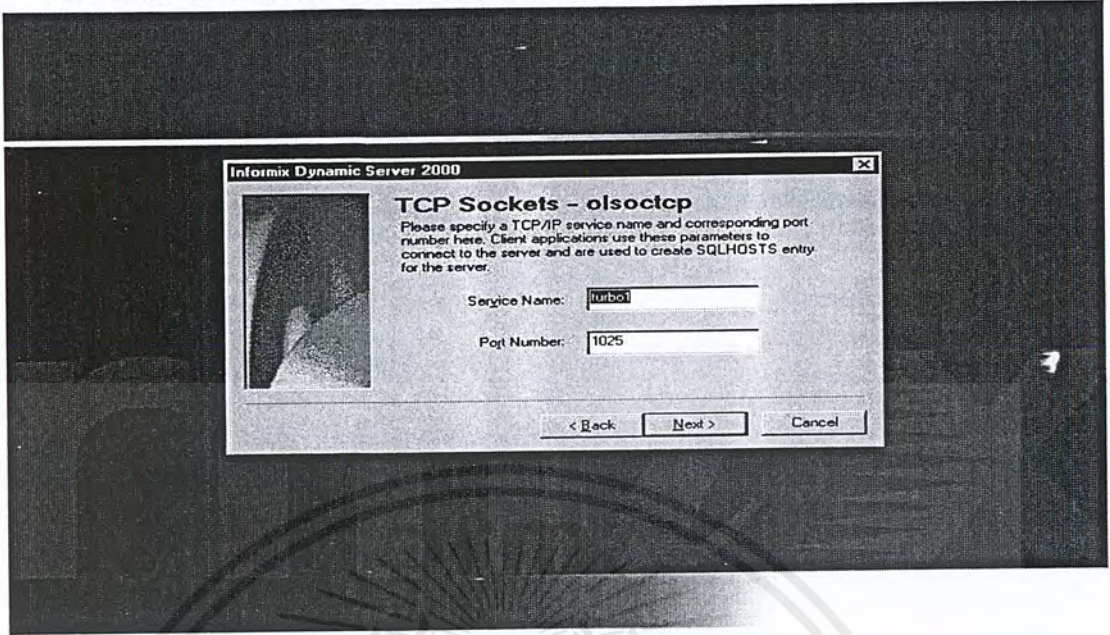 Informix Dynamic Server 2000
TCP Sockets - olsoctcp
Please specify a TCP/IP service name and corresponding port
number here. Client applications use these parameters to
connect to the server and are used to create SQLHOSTS entry
for the server.
Service Name: turbo1
Port Number: 1025
< Back Next > Cancel